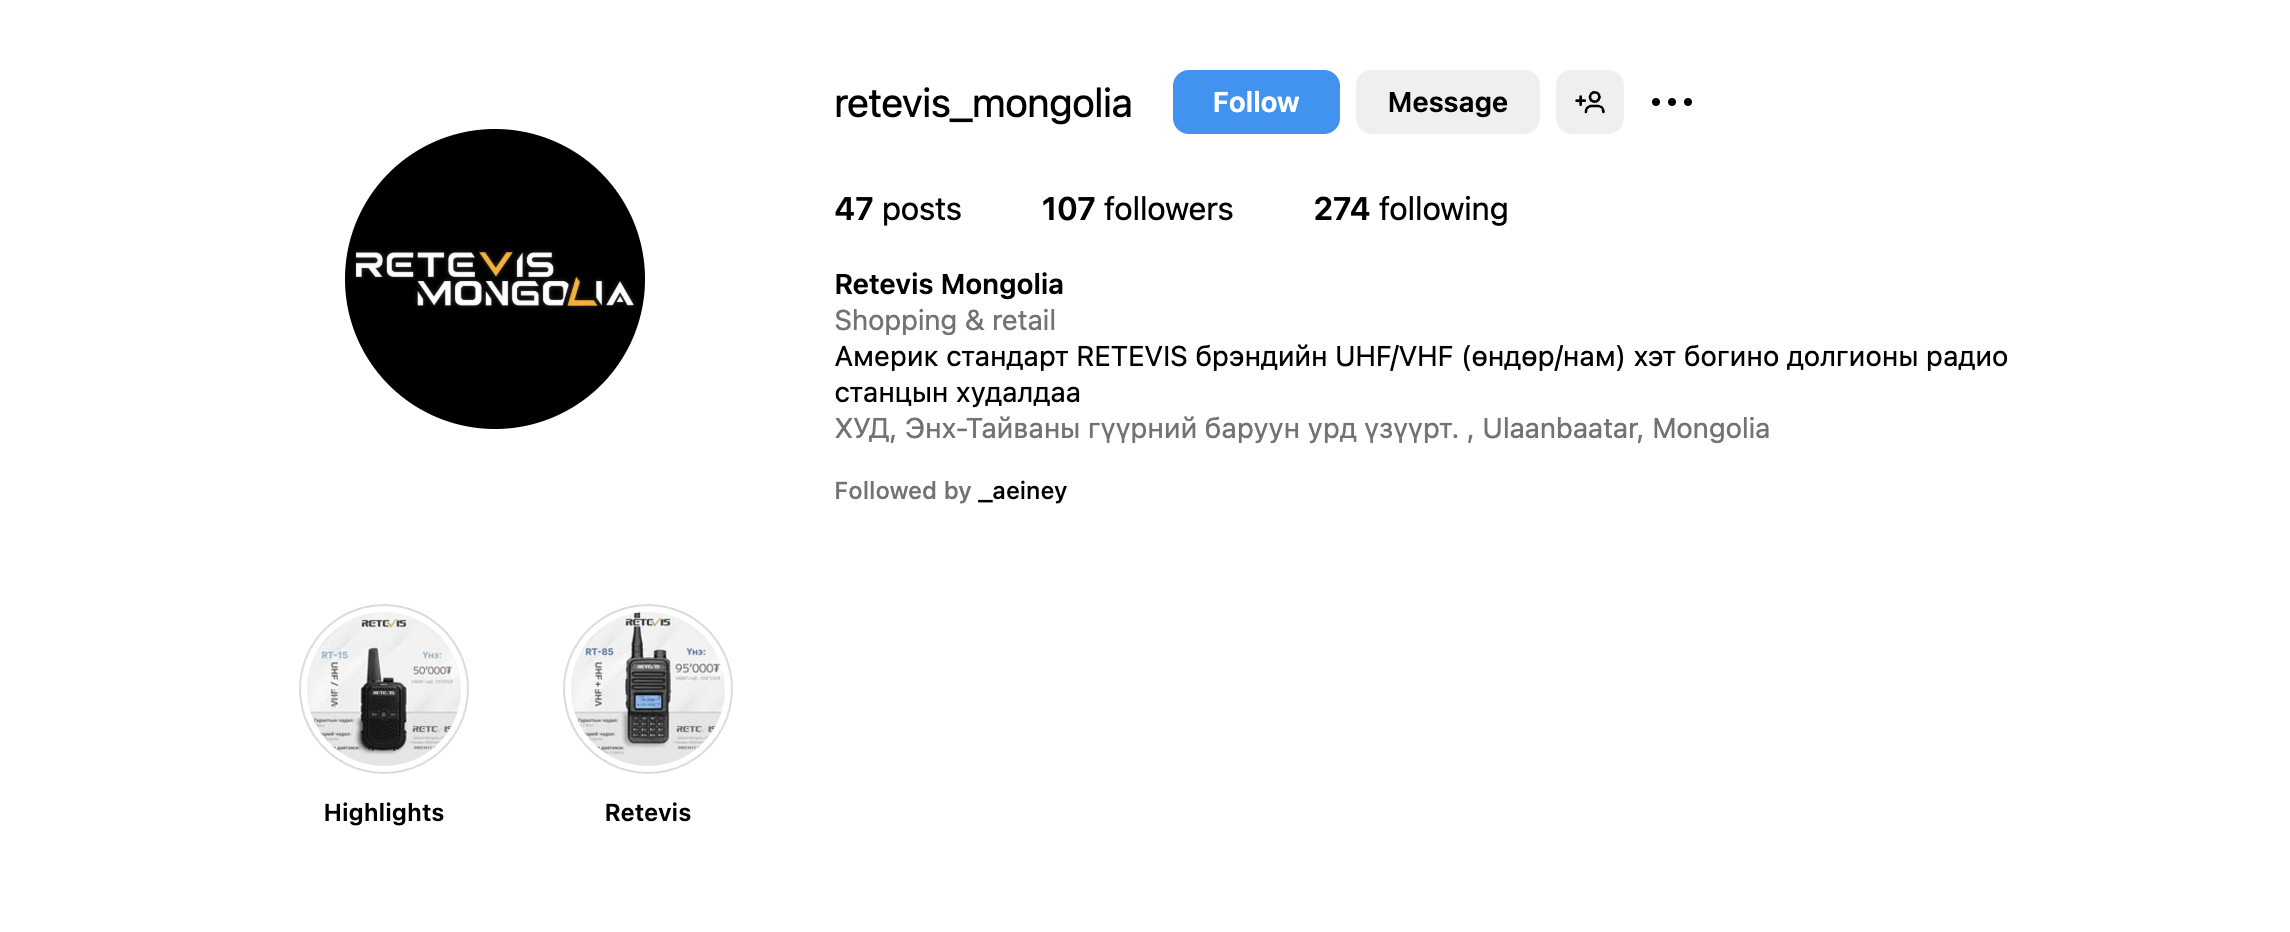 retevis_mongolia Follow Message
47 posts 107 followers 274 following
RETEVIS
MONGOLIA
Retevis Mongolia
Shopping & retail
Америк стандарт RETEVIS брэндийн UHF/VHF (өндөр/нам) хэт богино долгионы радио
станцын худалдаа
ХУД, Энх-Тайваны гүүрний баруун урд үзүүрт. , Ulaanbaatar, Mongolia
Followed by _aeiney
RETEVIS
RT-15
Үнэ:
50'000₮
UHF / VHF
RETEVIS
Highlights
RETEVIS
RT-85
Үнэ:
95'000₮
UHF + VHF
RETEVIS
Retevis